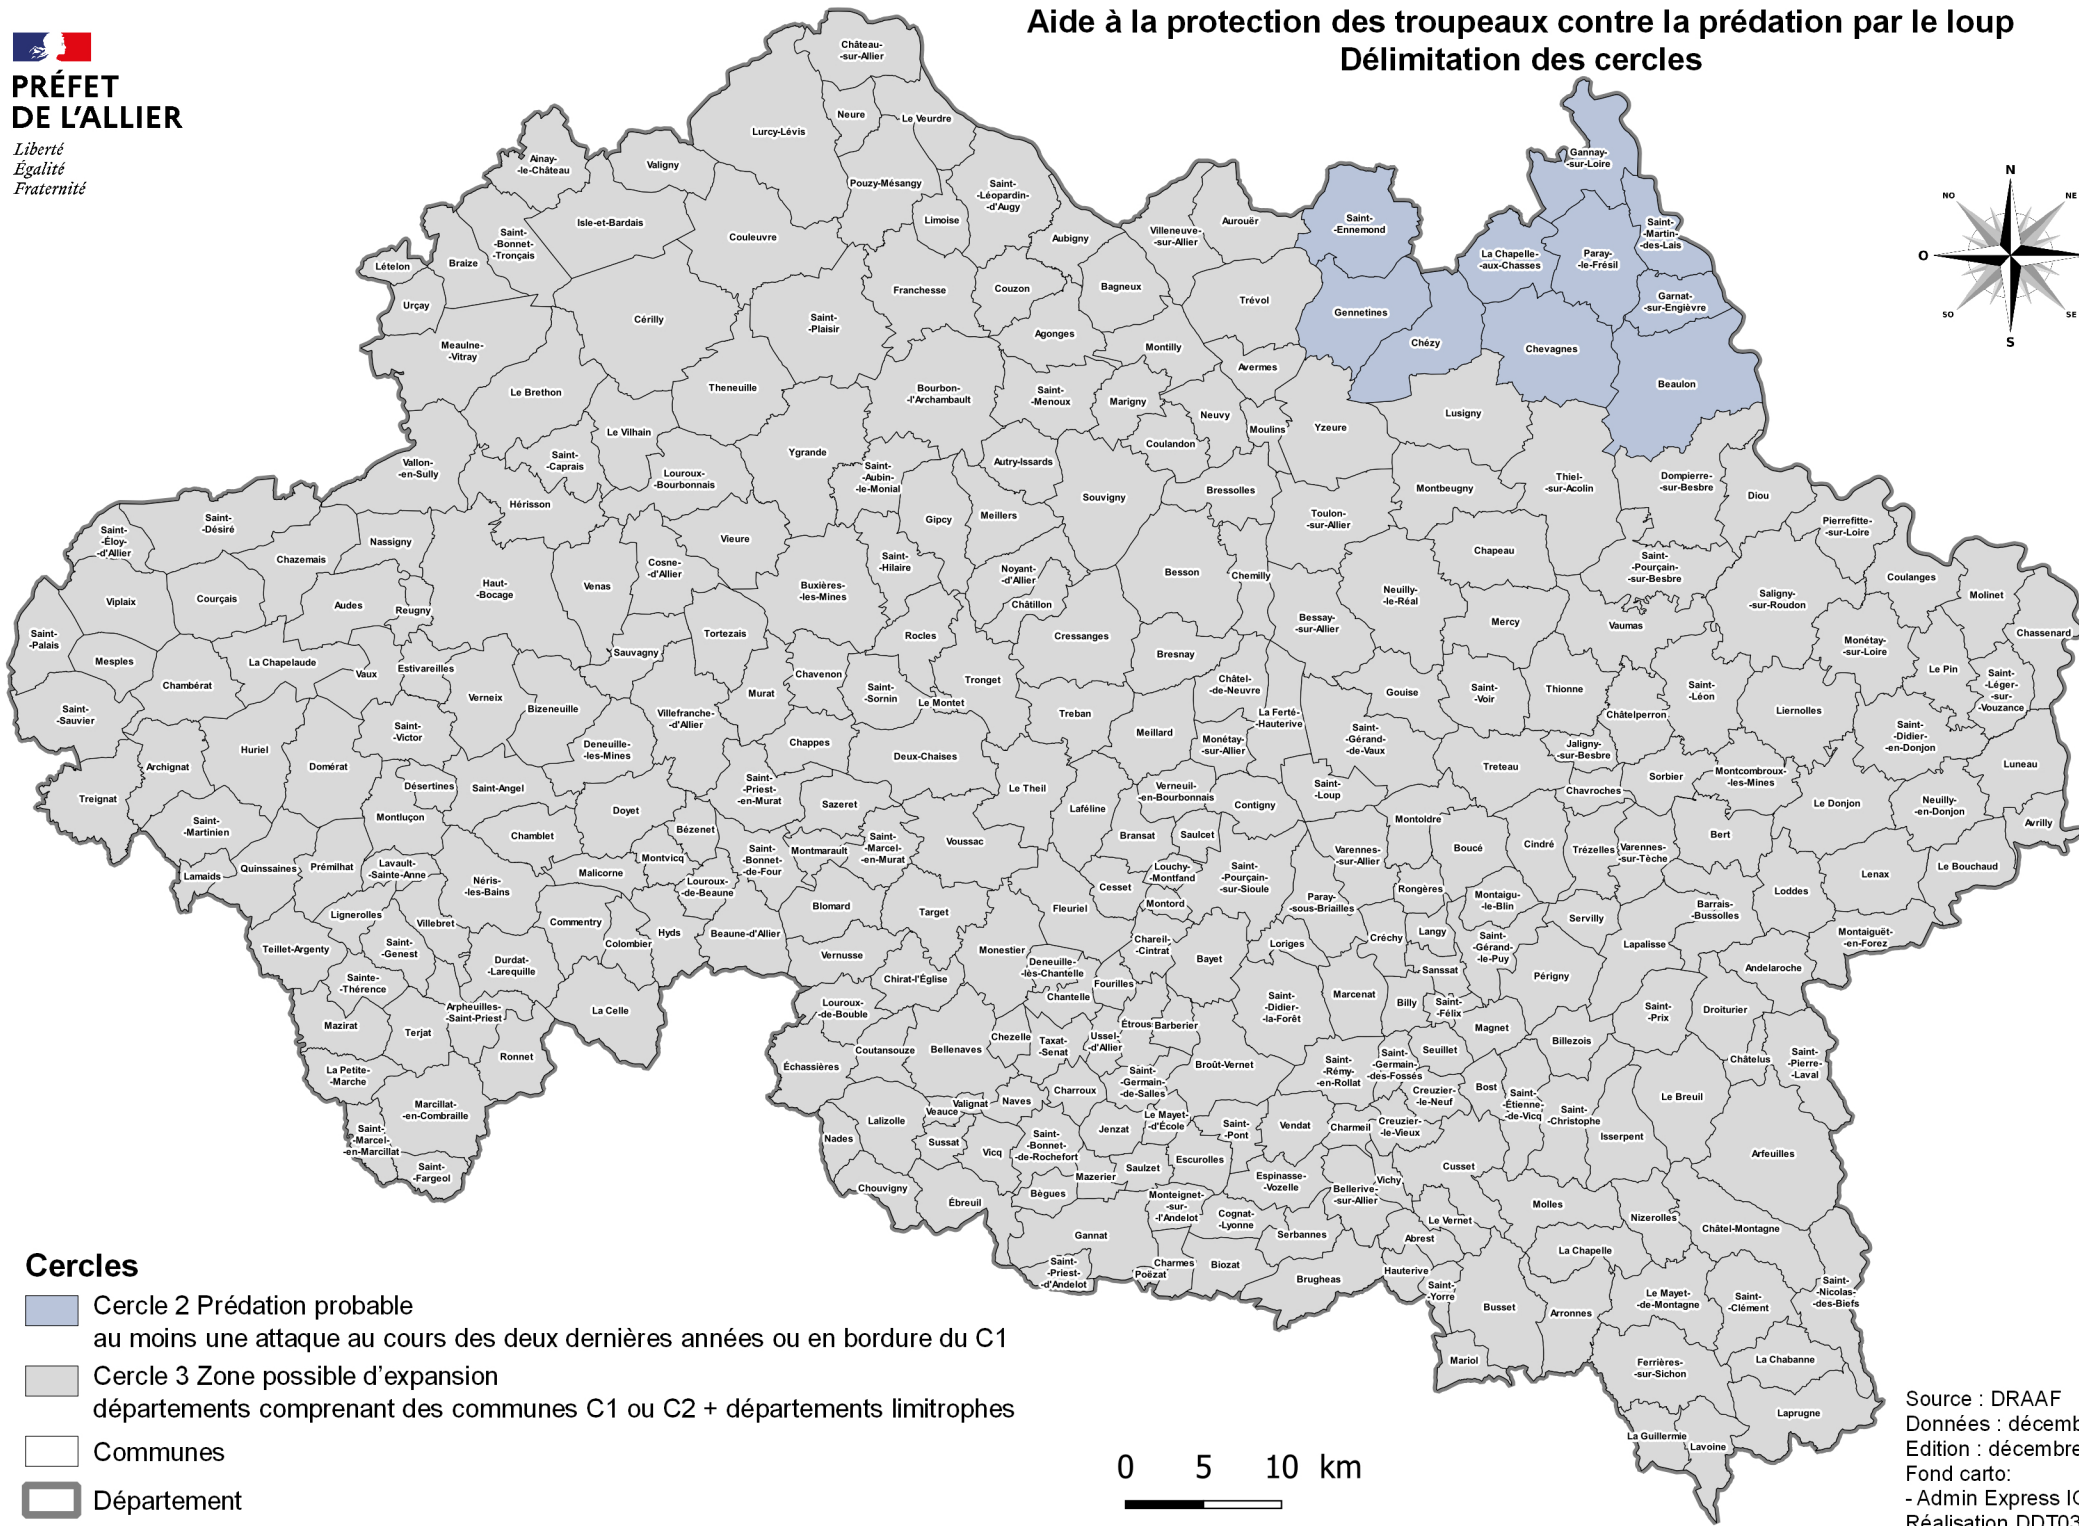 Aide à la protection des troupeaux contre la prédation par le loup
Délimitation des cercles
PRÉFET
DE L'ALLIER
Liberté
Égalité
Fraternité
N
NO
NE
O
SO
SE
S
Château-
-sur-Allier
Neure
Le Veurdre
Lurcy-Lévis
Ainay-
-le-Château
Valigny
Pouzy-Mésangy
Saint-
-Léopardin-
-d'Augy
Limoise
Isle-et-Bardais
Couleuvre
Saint-
-Bonnet-
-Tronçais
Braize
Lételon
Urçay
Aubigny
Villeneuve-
-sur-Allier
Aurouër
Saint-
-Ennemond
Gannay-
-sur-Loire
Saint-
-Martin-
-des-Lais
La Chapelle-
-aux-Chasses
Paray-
-le-Frésil
Garnat-
-sur-Engièvre
Franchesse
Couzon
Bagneux
Trévol
Gennetines
Chézy
Chevagnes
Beaulon
Cérilly
Saint-
-Plaisir
Agonges
Montilly
Avermes
Meaulne-
-Vitray
Le Brethon
Theneuille
Bourbon-
-l'Archambault
Saint-
-Menoux
Marigny
Neuvy
Moulins
Yzeure
Lusigny
Le Vilhain
Coulandon
Ygrande
Saint-
-Aubin-
-le-Monial
Autry-Issards
Souvigny
Bressolles
Montbeugny
Thiel-
-sur-Acolin
Dompierre-
-sur-Besbre
Diou
Vallon-
-en-Sully
Saint-
-Caprais
Louroux-
-Bourbonnais
Hérisson
Gipcy
Meillers
Toulon-
-sur-Allier
Pierrefitte-
-sur-Loire
Saint-
-Éloy-
-d'Allier
Saint-
-Désiré
Chazemais
Nassigny
Vieure
Saint-
-Hilaire
Noyant-
-d'Allier
Besson
Chemilly
Chapeau
Saint-
-Pourçain-
-sur-Besbre
Coulanges
Molinet
Viplaix
Courçais
Audes
Reugny
Haut-
-Bocage
Venas
Cosne-
-d'Allier
Buxières-
-les-Mines
Châtillon
Neuilly-
-le-Réal
Saligny-
-sur-Roudon
Saint-
-Palais
Mesples
La Chapelaude
Chambérat
Vaux
Estivareilles
Sauvagny
Tortezais
Rocles
Cressanges
Bresnay
Bessay-
-sur-Allier
Mercy
Vaumas
Monétay-
-sur-Loire
Chassenard
Le Pin
Saint-
-Léger-
-sur-
-Vouzance
Saint-
-Sauvier
Verneix
Bizeneuille
Murat
Chavenon
Saint-
-Sornin
Tronget
Le Montet
Treban
Châtel-
-de-Neuvre
La Ferté-
-Hauterive
Gouise
Saint-
-Voir
Thionne
Châtelperron
Saint-
-Léon
Liernolles
Saint-
-Didier-
-en-Donjon
Luneau
Archignat
Huriel
Domérat
Saint-
-Victor
Villefranche-
-d'Allier
Deneuille-
-les-Mines
Chappes
Deux-Chaises
Meillard
Monétay-
-sur-Allier
Saint-
-Gérand-
-de-Vaux
Treteau
Jaligny-
-sur-Besbre
Sorbier
Montcombroux-
-les-Mines
Treignat
Désertines
Saint-Angel
Saint-
-Priest-
-en-Murat
Sazeret
Le Theil
Laféline
Verneuil-
-en-Bourbonnais
Contigny
Saint-
-Loup
Chavroches
Le Donjon
Neuilly-
-en-Donjon
Avrilly
Saint-
-Martinien
Montluçon
Doyet
Chamblet
Bézenet
Montmarault
Saint-
-Marcel-
-en-Murat
Voussac
Bransat
Saulcet
Montoldre
Boucé
Cindré
Trézelles
Varennes-
-sur-Tèche
Bert
Le Bouchaud
Lamaids
Quinssaines
Prémilhat
Lavault-
-Sainte-Anne
Néris-
-les-Bains
Malicorne
Montvicq
Louroux-
-de-Beaune
Saint-
-Bonnet-
-de-Four
Cesset
Louchy-
-Montfand
Saint-
-Pourçain-
-sur-Sioule
Varennes-
-sur-Allier
Rongères
Montaigu-
-le-Blin
Loddes
Lenax
Lignerolles
Villebret
Commentry
Blomard
Target
Fleuriel
Montord
Paray-
-sous-Briailles
Servilly
Barrais-
-Bussolles
Teillet-Argenty
Saint-
-Genest
Durdat-
-Larequille
Colombier
Hyds
Beaune-d'Allier
Vernusse
Monestier
Chareil-
-Cintrat
Bayet
Loriges
Créchy
Langy
Saint-
-Gérand-
-le-Puy
Lapalisse
Montaiguët-
-en-Forez
Andelaroche
Sainte-
-Thérence
Chirat-l'Église
Deneuille-
-lès-Chantelle
Fourilles
Chantelle
Sanssat
Périgny
Mazirat
Terjat
Arpheuilles-
-Saint-Priest
La Celle
Louroux-
-de-Bouble
Saint-
-Didier-
-la-Forêt
Marcenat
Billy
Saint-
-Félix
Magnet
Saint-
-Prix
Droiturier
Ronnet
Échassières
Coutansouze
Bellenaves
Chezelle
Taxat-
-Senat
Ussel-
-d'Allier
Barberier
Broût-Vernet
Saint-
-Rémy-
-en-Rollat
Saint-
-Germain-
-des-Fossés
Seuillet
Billezois
Châtelus
Saint-
-Pierre-
-Laval
La Petite-
-Marche
Marcillat-
-en-Combraille
Saint-
-Germain-
-de-Salles
Charroux
Naves
Valignat
Veauce
Lalizolle
Creuzier-
-le-Neuf
Bost
Saint-
-Étienne-
-de-Vicq
Saint-
-Christophe
Le Breuil
Isserpent
Saint-
-Marcel-
-en-Marcillat
Saint-
-Fargeol
Nades
Sussat
Vicq
Saint-
-Bonnet-
-de-Rochefort
Jenzat
Le Mayet-
-d'École
Saint-
-Pont
Vendat
Charmeil
Creuzier-
-le-Vieux
Arfeuilles
Mazerier
Saulzet
Escurolles
Cusset
Chouvigny
Ébreuil
Bègues
Monteignet-
-sur-
-l'Andelot
Espinasse-
-Vozelle
Bellerive-
-sur-Allier
Vichy
Molles
Nizerolles
Châtel-Montagne
Gannat
Cognat-
-Lyonne
Serbannes
Le Vernet
Abrest
La Chapelle
Saint-
-Priest-
-d'Andelot
Poëzat
Charmes
Biozat
Brugheas
Hauterive
Saint-
-Yorre
Busset
Arronnes
Le Mayet-
-de-Montagne
Saint-
-Clément
Saint-
-Nicolas-
-des-Biefs
Mariol
Ferrières-
-sur-Sichon
La Chabanne
Laprugne
La Guillermie
Lavoine
Cercles
Cercle 2 Prédation probable
au moins une attaque au cours des deux dernières années ou en bordure du C1
Cercle 3 Zone possible d'expansion
départements comprenant des communes C1 ou C2 + départements limitrophes
Communes
Département
0 5 10 km
Source : DRAAF
Données : décemb
Edition : décembre
Fond carto:
- Admin Express IG
Réalisation DDT03